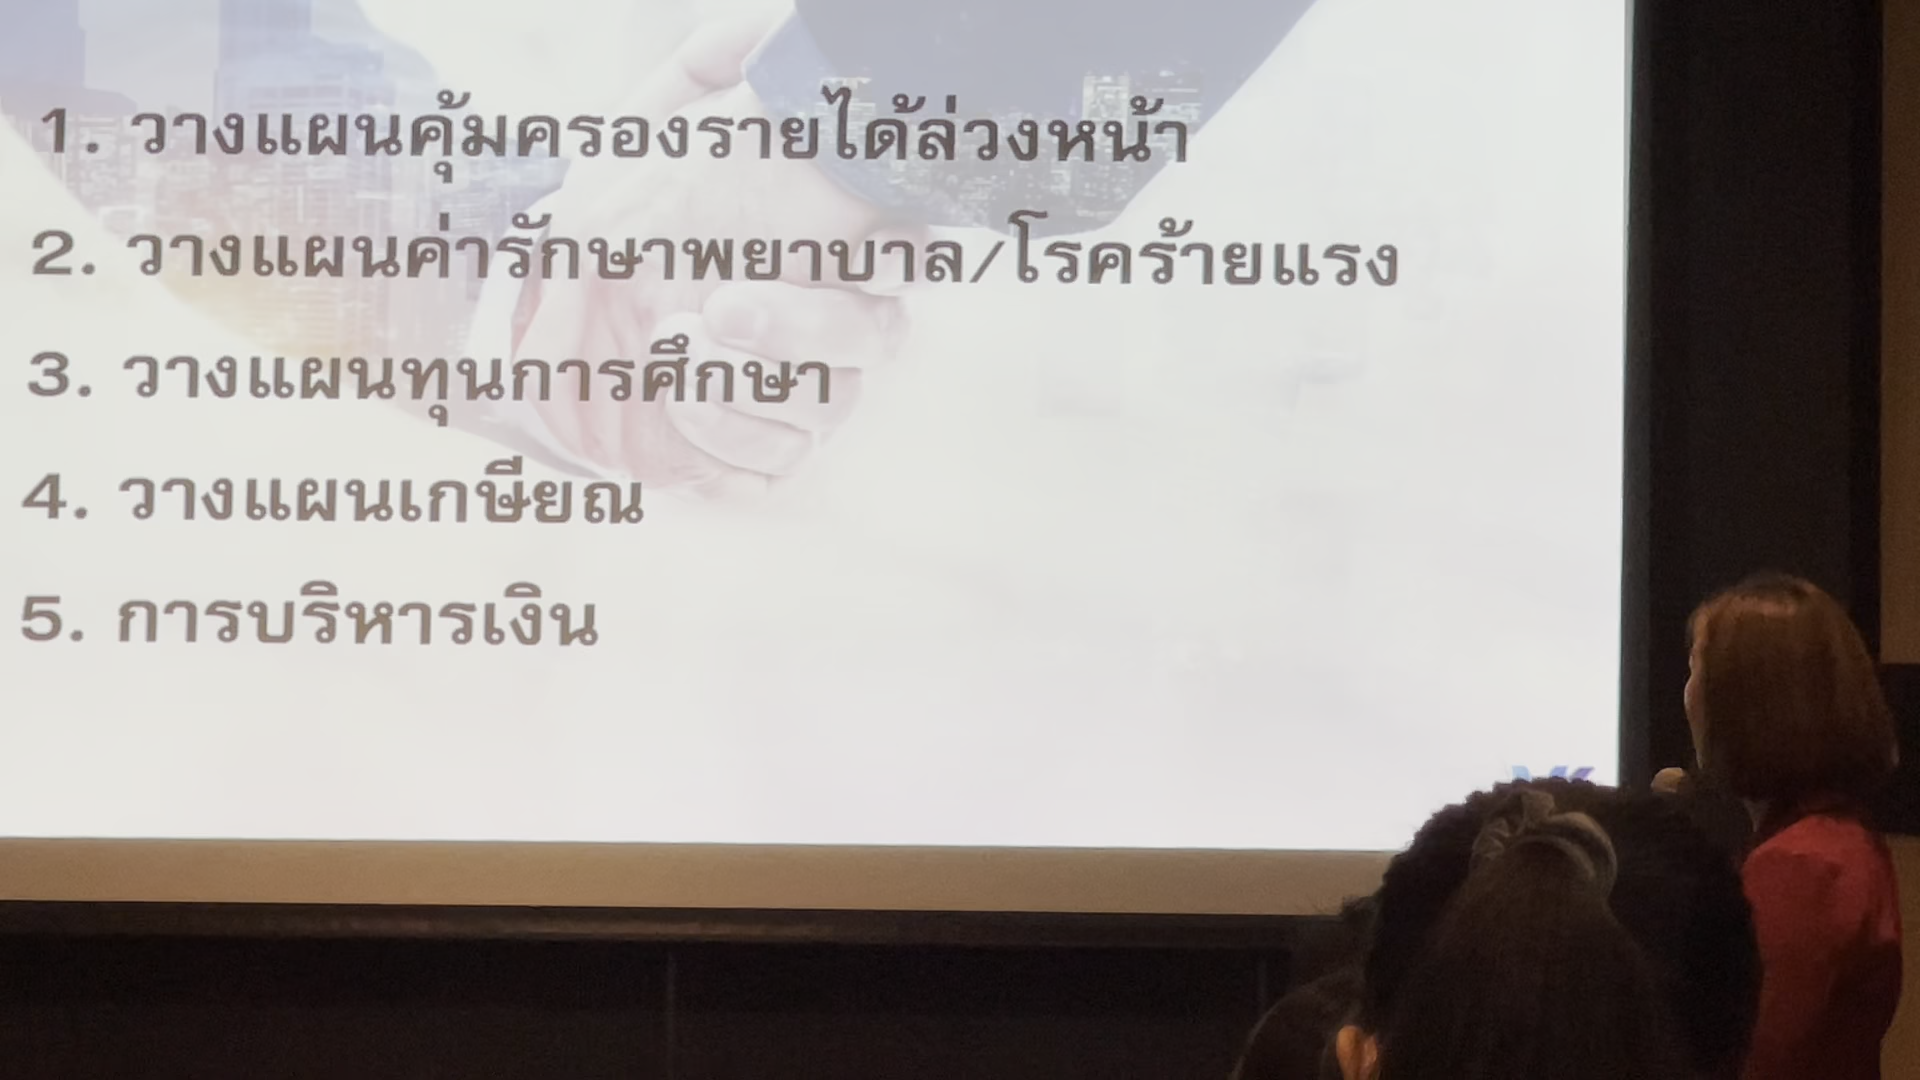 1. วางแผนคุ้มครองรายได้ล่วงหน้า
2. วางแผนค่ารักษาพยาบาล/โรคร้ายแรง
3. วางแผนทุนการศึกษา
4. วางแผนเกษียณ
5. การบริหารเงิน